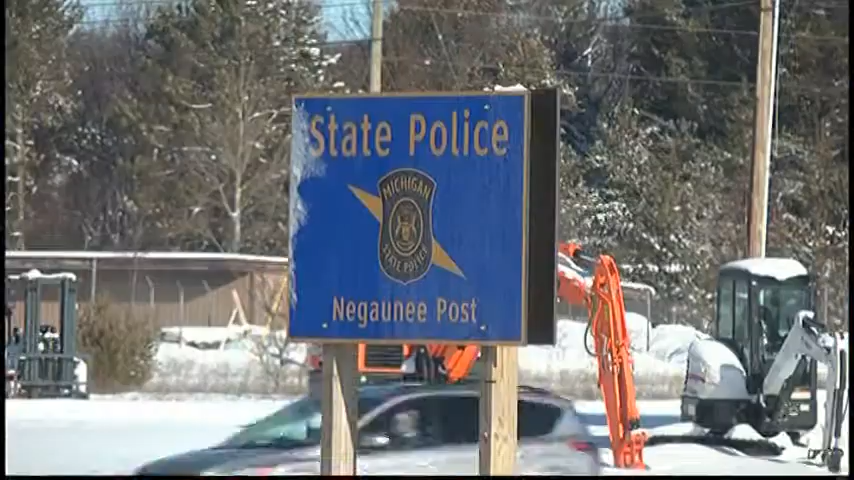 State Police
MICHIGAN
STATE POLICE
Negaunee Post